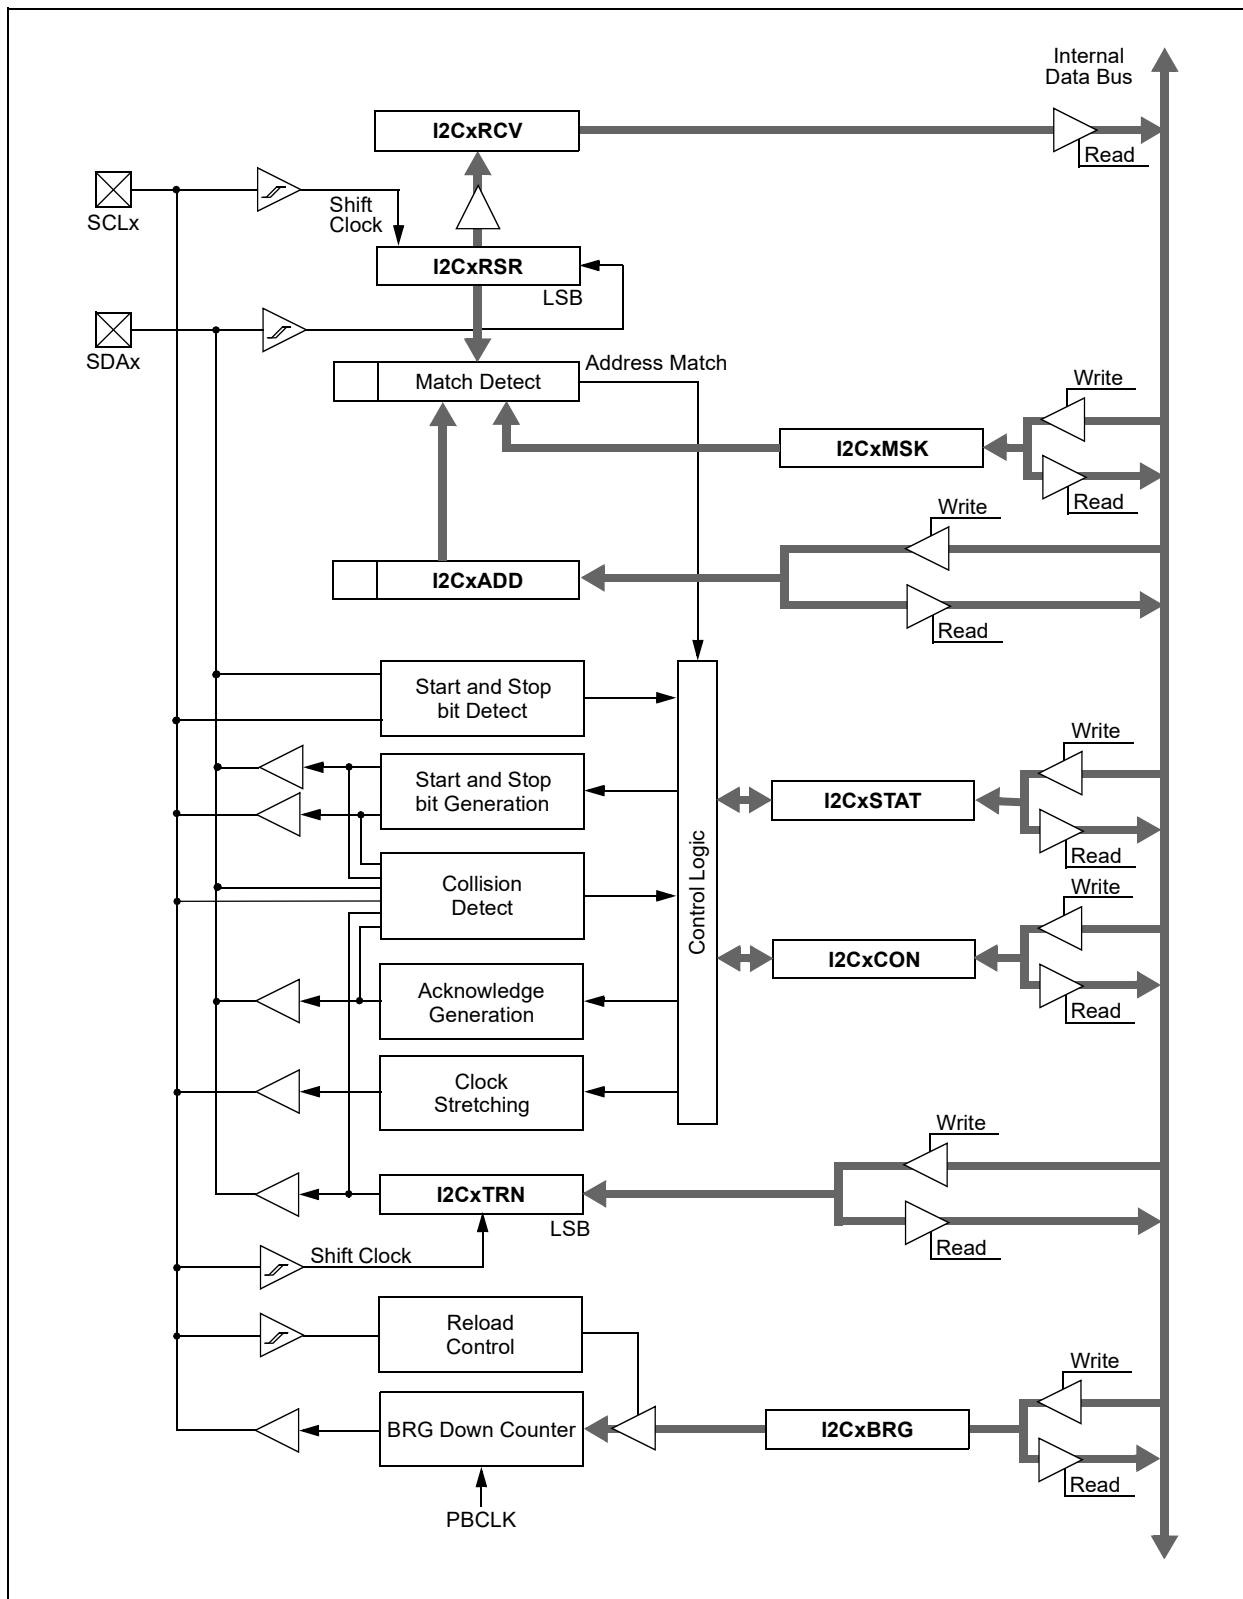 Internal
Data Bus
I2CxRCV
Read
SCLx
Shift
Clock
I2CxRSR
LSB
SDAx
Match Detect
Address Match
Write
I2CxMSK
Read
Write
I2CxADD
Read
Start and Stop
bit Detect
Write
Start and Stop
bit Generation
I2CxSTAT
Read
Control Logic
Collision
Detect
Write
I2CxCON
Read
Acknowledge
Generation
Clock
Stretching
Write
I2CxTRN
LSB
Read
Shift Clock
Reload
Control
Write
BRG Down Counter
I2CxBRG
Read
PBCLK